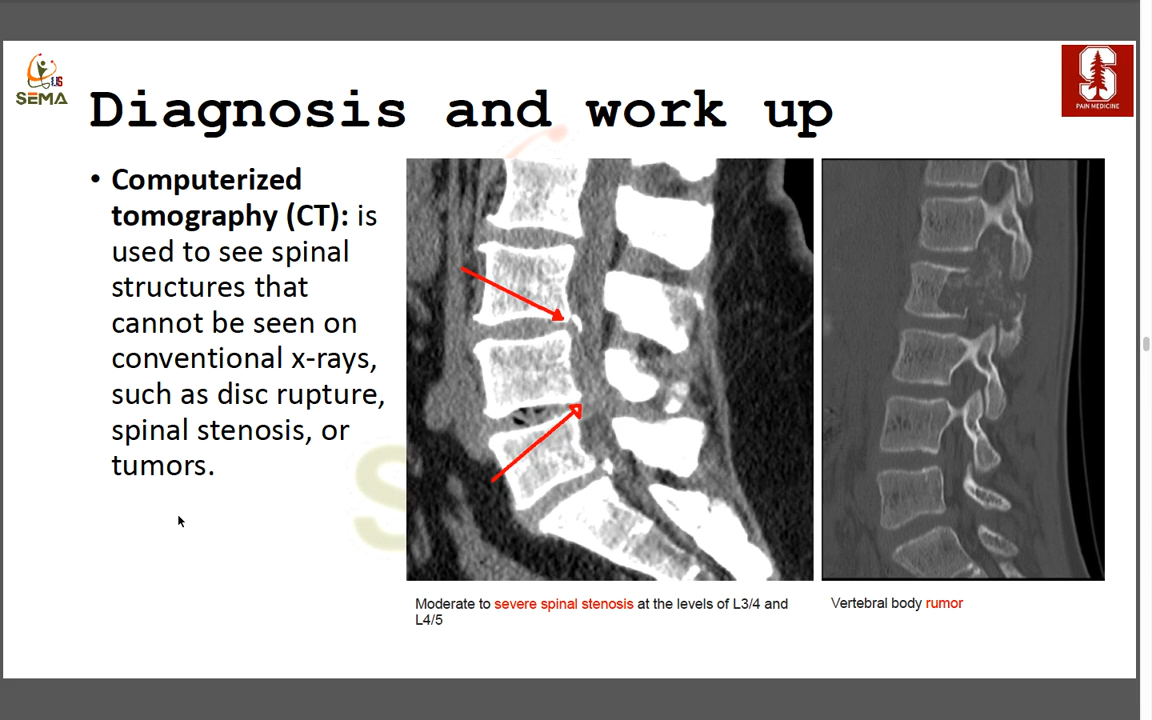 US
SEMA
Diagnosis and work up
S
PAIN MEDICINE
• Computerized
tomography (CT): is
used to see spinal
structures that
cannot be seen on
conventional x-rays,
such as disc rupture,
spinal stenosis, or
tumors.
S
Moderate to severe spinal stenosis at the levels of L3/4 and
L4/5
Vertebral body rumor